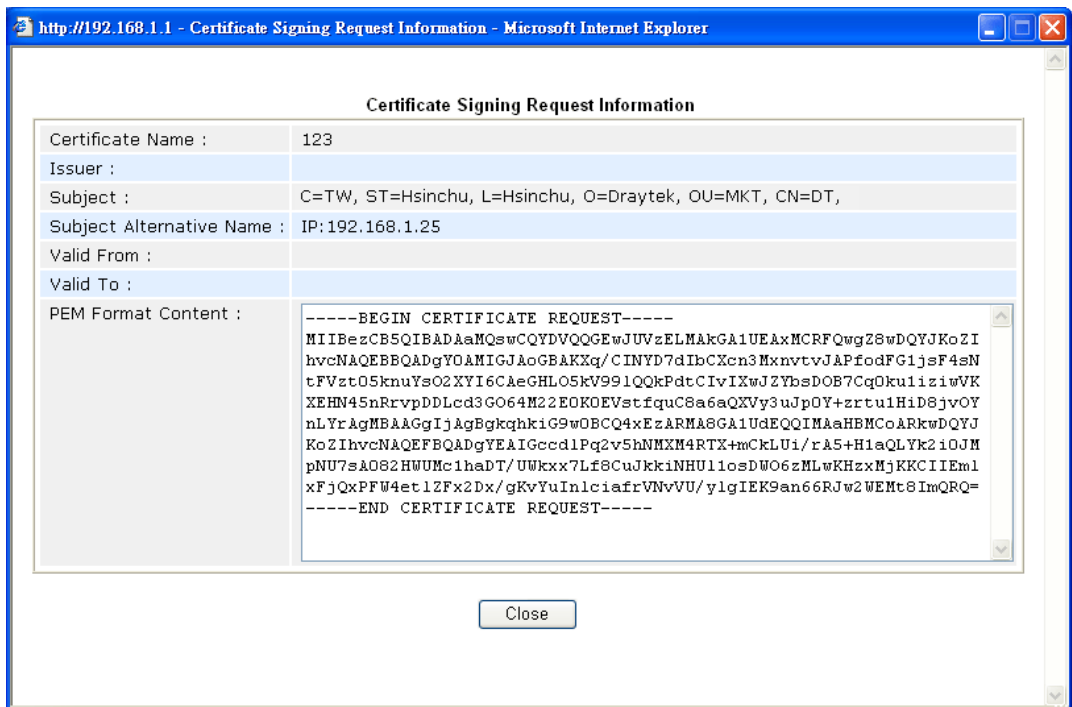 http://192.168.1.1 - Certificate Signing Request Information - Microsoft Internet Explorer
Certificate Signing Request Information
Certificate Name : 123
Issuer :
Subject : C=TW, ST=Hsinchu, L=Hsinchu, O=Draytek, OU=MKT, CN=DT,
Subject Alternative Name : IP:192.168.1.25
Valid From :
Valid To :
PEM Format Content :
-----BEGIN CERTIFICATE REQUEST-----
MIIBezCB5QIBADAaMQswCQYDVQQGEwJUVzELMAkGA1UEAxMCRFQwgZ8wDQYJKoZI
hvcNAQEBBQADgY0AMIGJAoGBAKXq/CINYD7dIbCXcn3MxnvtvJAPfodFG1jsF4sN
tFVzt05knuYsO2XYI6CAeGHLO5kV991QQkPdtCIvIXwJZYbsDOB7CqOku1iziwVK
XEHN45nRrvpDDLcd3GO64M22E0KOEVstfquC8a6aQXVy3uJpOY+zrtu1HiD8jvOY
nLYrAgMBAAGgIjAgBgkqhkiG9w0BCQ4xEzARMA8GA1UdEQQIMAaHBMCoARkwDQYJ
KoZIhvcNAQEFBQADgYEAIGccdlPq2v5hNMXM4RTX+mCkLUi/rA5+H1aQLYk2iOJM
pNU7sAO82HWUMc1haDT/UWkxx7Lf8CuJkkiNHUl1osDWO6zMLwKHzxMjKKCIIEml
xFjQxPFW4etlZFx2Dx/gKvYuInlciafrVNvVU/ylgIEK9an66RJw2WEMt8ImQRQ=
-----END CERTIFICATE REQUEST-----
Close